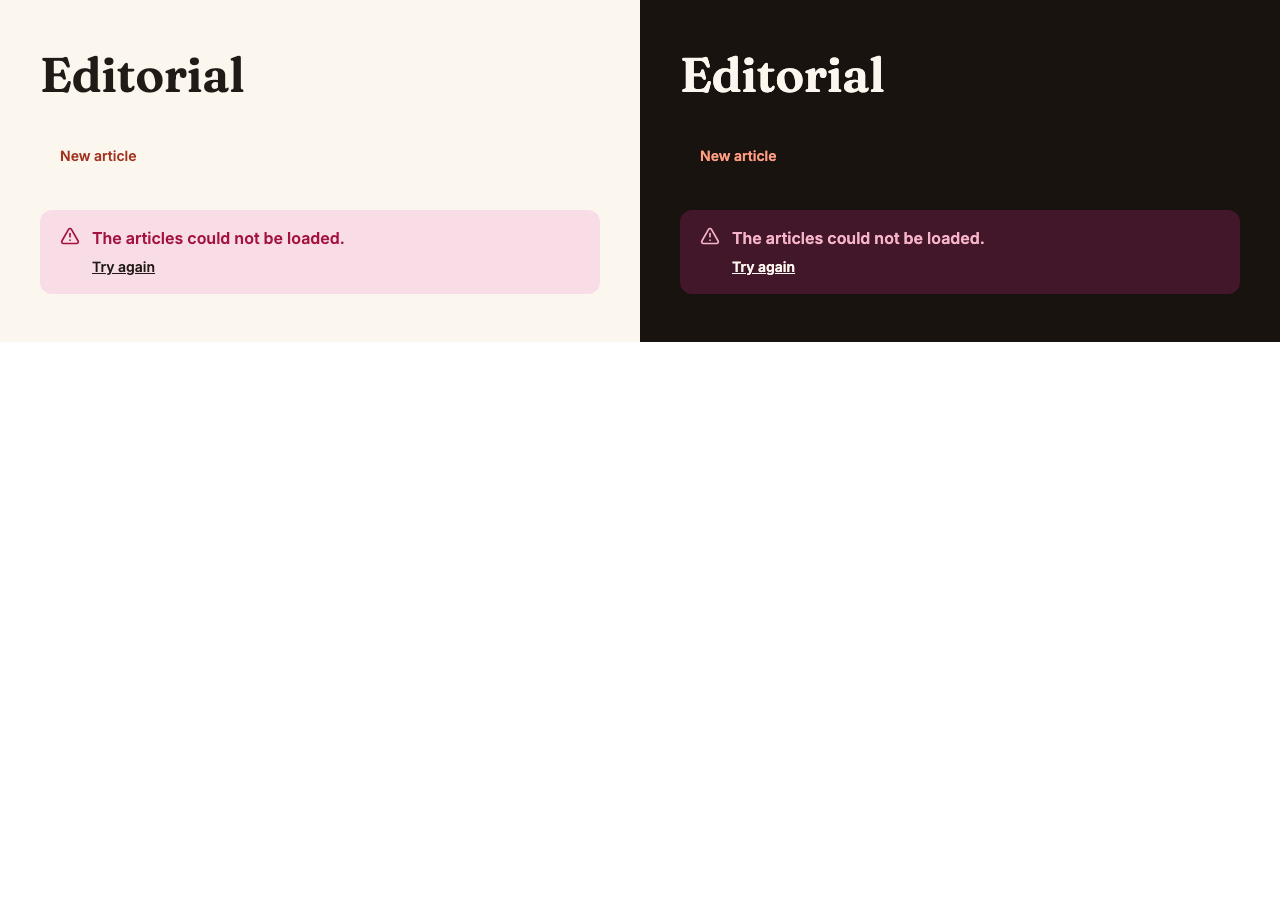 Editorial
New article
The articles could not be loaded.
Try again
Editorial
New article
The articles could not be loaded.
Try again